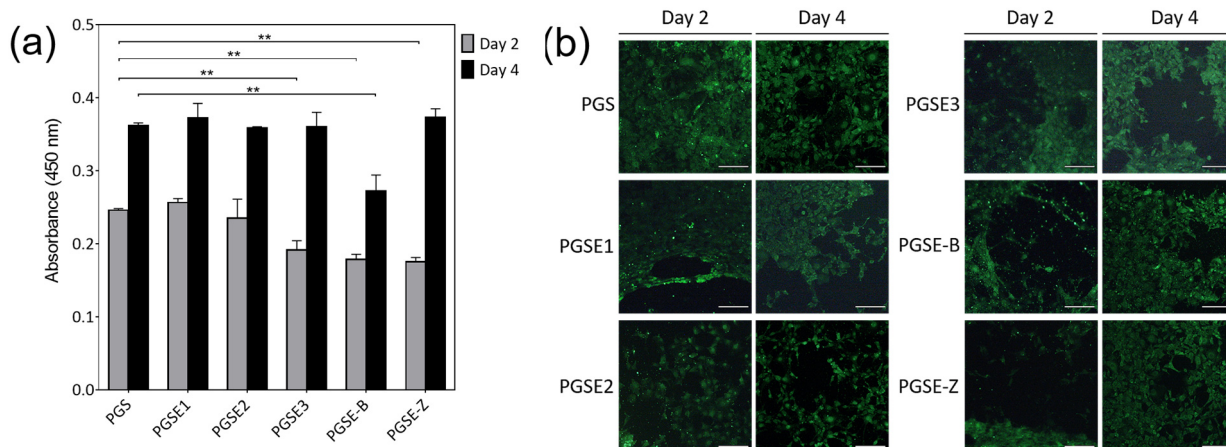 (a)
Absorbance (450 nm)
0.5
0.4
0.3
0.2
0.1
0.0
**
**
**
**
Day 2
Day 4
PGS
PGSE1
PGSE2
PGSE3
PGSE-B
PGSE-Z
(b)
Day 2
Day 4
Day 2
Day 4
PGS
PGSE3
PGSE1
PGSE-B
PGSE2
PGSE-Z